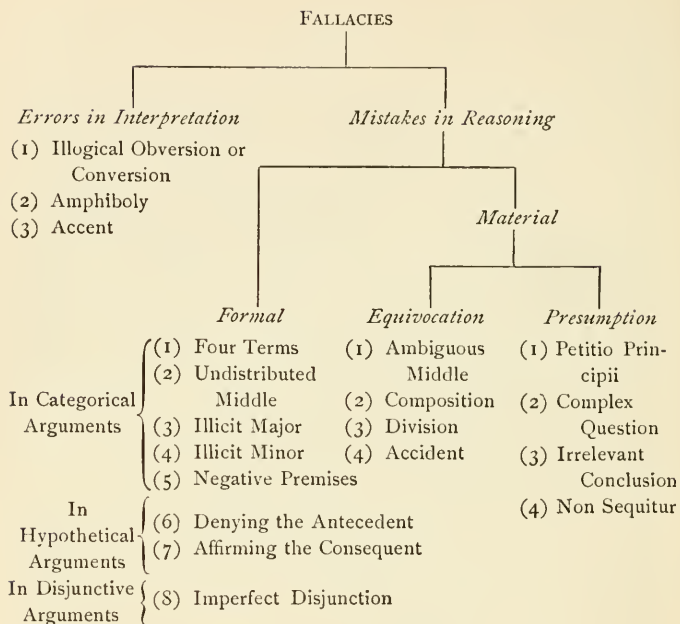 FALLACIES
Errors in Interpretation
(1) Illogical Obversion or
Conversion
(2) Amphiboly
(3) Accent
Mistakes in Reasoning
Material
Formal
In Categorical
Arguments
(1) Four Terms
(2) Undistributed
Middle
(3) Illicit Major
(4) Illicit Minor
(5) Negative Premises
In
Hypothetical
Arguments
(6) Denying the Antecedent
(7) Affirming the Consequent
In Disjunctive
Arguments
(8) Imperfect Disjunction
Equivocation
(1) Ambiguous
Middle
(2) Composition
(3) Division
(4) Accident
Presumption
(1) Petitio Prin-
cipii
(2) Complex
Question
(3) Irrelevant
Conclusion
(4) Non Sequitur